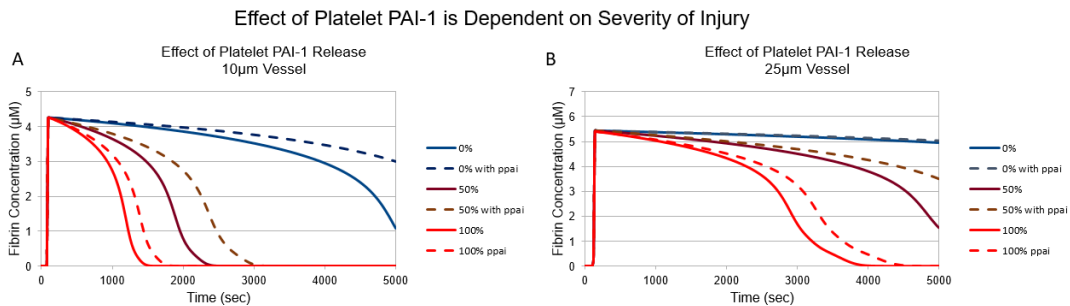 Effect of Platelet PAI-1 is Dependent on Severity of Injury
A
Effect of Platelet PAI-1 Release
10µm Vessel
Fibrin Concentration (µM)
5
4
3
2
1
0
0
1000
2000
3000
4000
5000
Time (sec)
0%
0% with ppai
50%
50% with ppai
100%
100% ppai
B
Effect of Platelet PAI-1 Release
25µm Vessel
Fibrin Concentration (µM)
7
6
5
4
3
2
1
0
0
1000
2000
3000
4000
5000
Time (sec)
0%
0% with ppai
50%
50% with ppai
100%
100% ppai